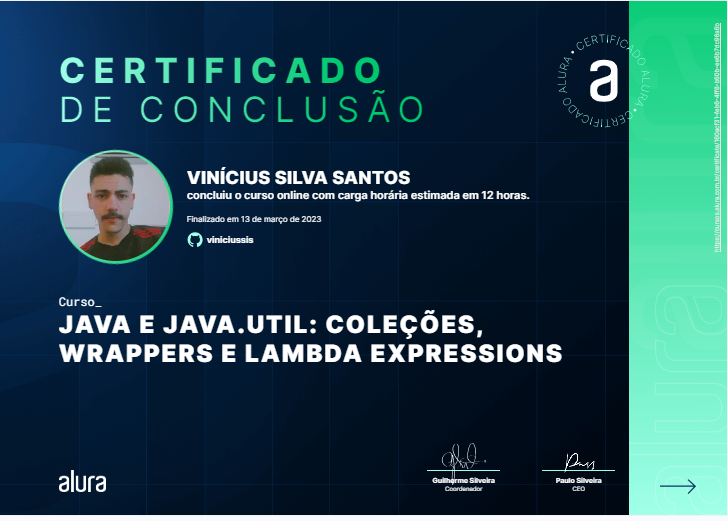 CERTIFICADO
DE CONCLUSÃO
CERTIFICADO ALURA • CERTIFICADO ALURA •
a
VINÍCIUS SILVA SANTOS
concluiu o curso online com carga horária estimada em 12 horas.
Finalizado em 13 de março de 2023
viniciussis
Curso_
JAVA E JAVA.UTIL: COLEÇÕES,
WRAPPERS E LAMBDA EXPRESSIONS
alura
Guilherme Silveira
Coordenador
Paulo Silveira
CEO
alura